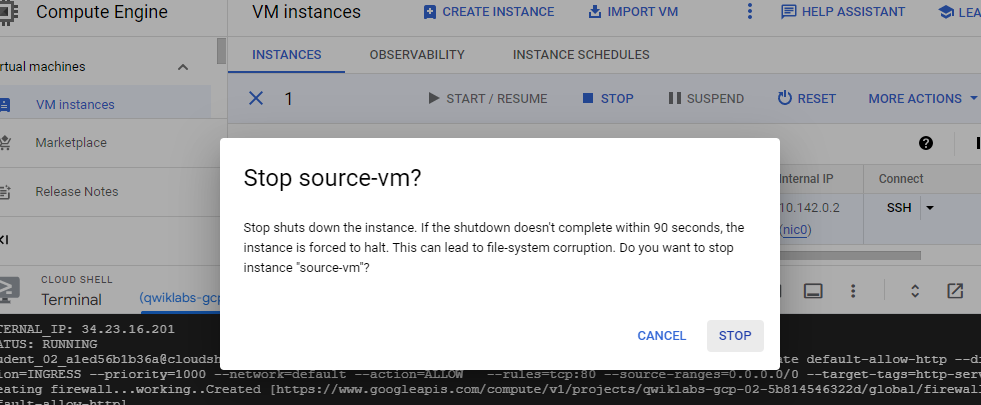 Compute Engine
VM instances
CREATE INSTANCE
IMPORT VM
HELP ASSISTANT
LEA
rtual machines
INSTANCES
OBSERVABILITY
INSTANCE SCHEDULES
VM instances
1
START / RESUME
STOP
SUSPEND
RESET
MORE ACTIONS
Marketplace
Release Notes
Stop source-vm?
Stop shuts down the instance. If the shutdown doesn't complete within 90 seconds, the
instance is forced to halt. This can lead to file-system corruption. Do you want to stop
instance "source-vm"?
CANCEL
STOP
nternal IP
Connect
10.142.0.2
(nic0)
SSH
CLOUD SHELL
Terminal
(qwiklabs-gcp
TERNAL_IP: 34.23.16.201
ATUS: RUNNING
udent_02_a1ed56b1b36a@cloudsh
ate default-allow-http --di
ion=INGRESS --priority=1000 --network=default --action=ALLOW --rules=tcp:80 --source-ranges=0.0.0.0/0 --target-tags=http-serv
eating firewall...working..Created [https://www.googleapis.com/compute/v1/projects/qwiklabs-gcp-02-5b814546322d/global/firewall
fault-allow-http]